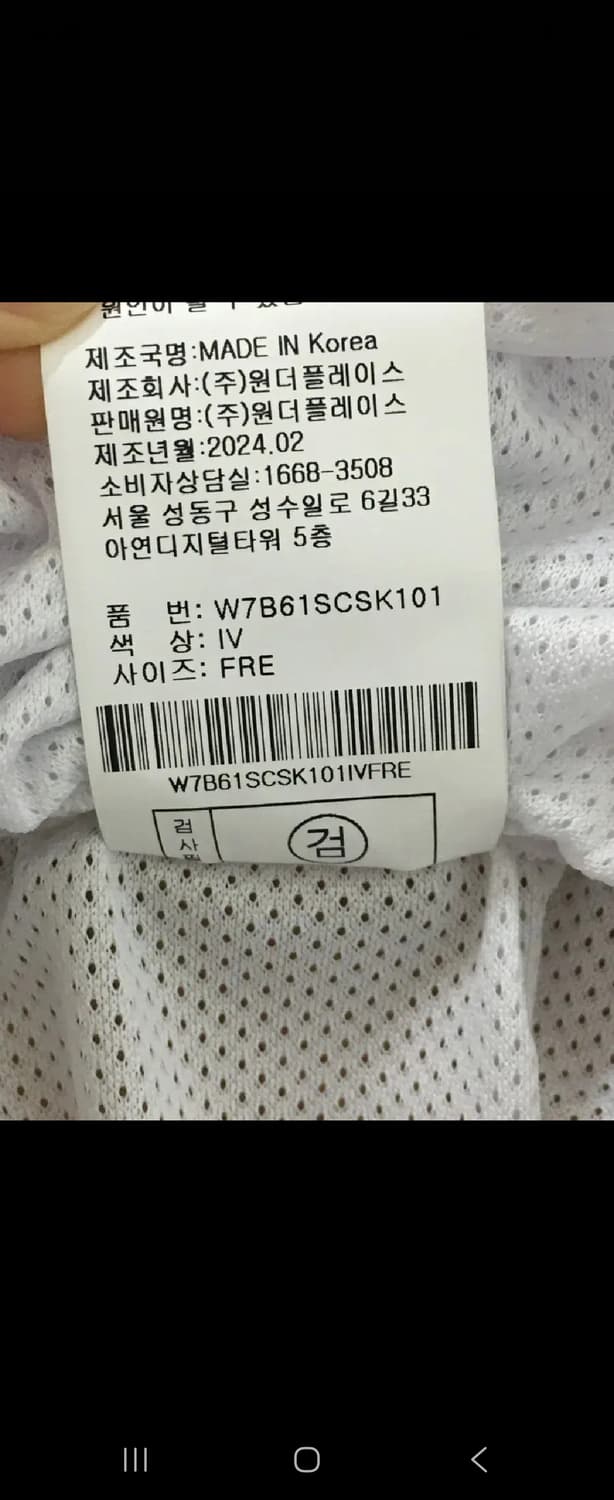 제조국명:MADE IN Korea
제조회사:(주)원더플레이스
판매원명:(주)원더플레이스
제조년월:2024.02
소비자상담실:1668-3508
서울 성동구 성수일로 6길33
아연디지털타워 5층
품 번: W7B61SCSK101
색 상: IV
사이즈: FRE
W7B61SCSK101IVFRE
검사
검